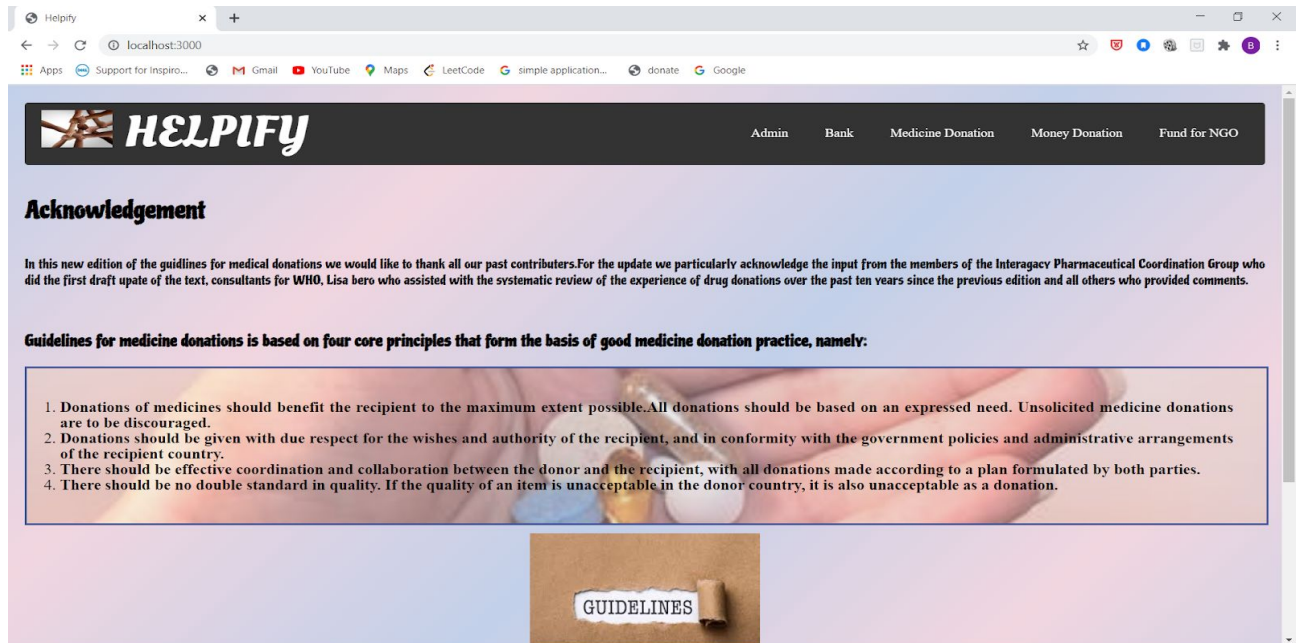 Helpify
localhost:3000
Apps Support for Inspiro... Gmail YouTube Maps LeetCode simple application... donate Google
B
HELPIFY Admin Bank Medicine Donation Money Donation Fund for NGO
Acknowledgement
In this new edition of the guidlines for medical donations we would like to thank all our past contributers.For the update we particularly acknowledge the input from the members of the Interagacy Pharmaceutical Coordination Group who
did the first draft upate of the text, consultants for WHO, Lisa bero who assisted with the systematic review of the experience of drug donations over the past ten years since the previous edition and all others who provided comments.
Guidelines for medicine donations is based on four core principles that form the basis of good medicine donation practice, namely:
1. Donations of medicines should benefit the recipient to the maximum extent possible.All donations should be based on an expressed need. Unsolicited medicine donations
are to be discouraged.
2. Donations should be given with due respect for the wishes and authority of the recipient, and in conformity with the government policies and administrative arrangements
of the recipient country.
3. There should be effective coordination and collaboration between the donor and the recipient, with all donations made according to a plan formulated by both parties.
4. There should be no double standard in quality. If the quality of an item is unacceptable in the donor country, it is also unacceptable as a donation.
GUIDELINES